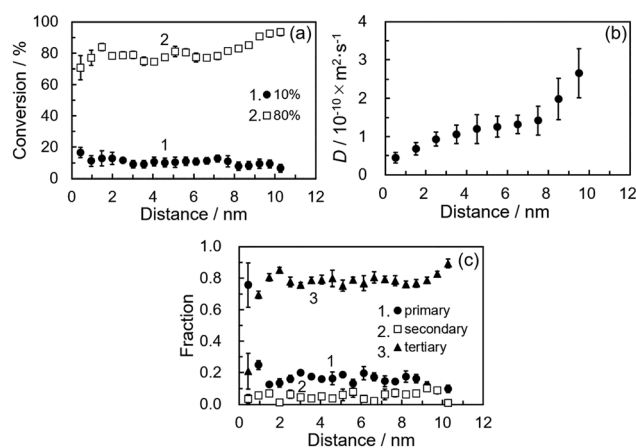 (a)
Conversion / %
100
80
60
40
20
0
2
1
1. 10%
2. 80%
0 2 4 6 8 10 12
Distance / nm
(b)
D / 10⁻¹⁰ × m²·s⁻¹
4
3
2
1
0
0 2 4 6 8 10 12
Distance / nm
(c)
Fraction
1.0
0.8
0.6
0.4
0.2
0.0
3
1
2
1. primary
2. secondary
3. tertiary
0 2 4 6 8 10 12
Distance / nm